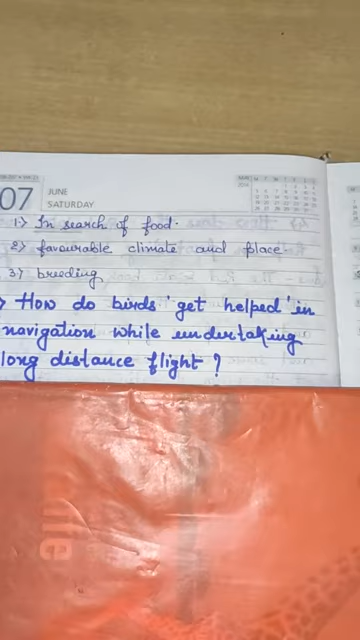 07
JUNE
SATURDAY
1) In search of food.
2) favourable climate and place
3) breeding
How do birds 'get helped' in
navigation while undertaking
long distance flight ?